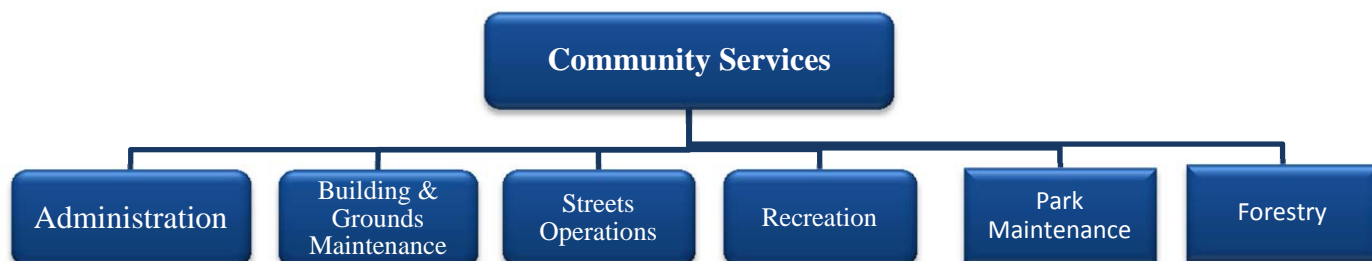 Community Services
Administration
Building &
Grounds
Maintenance
Streets
Operations
Recreation
Park
Maintenance
Forestry